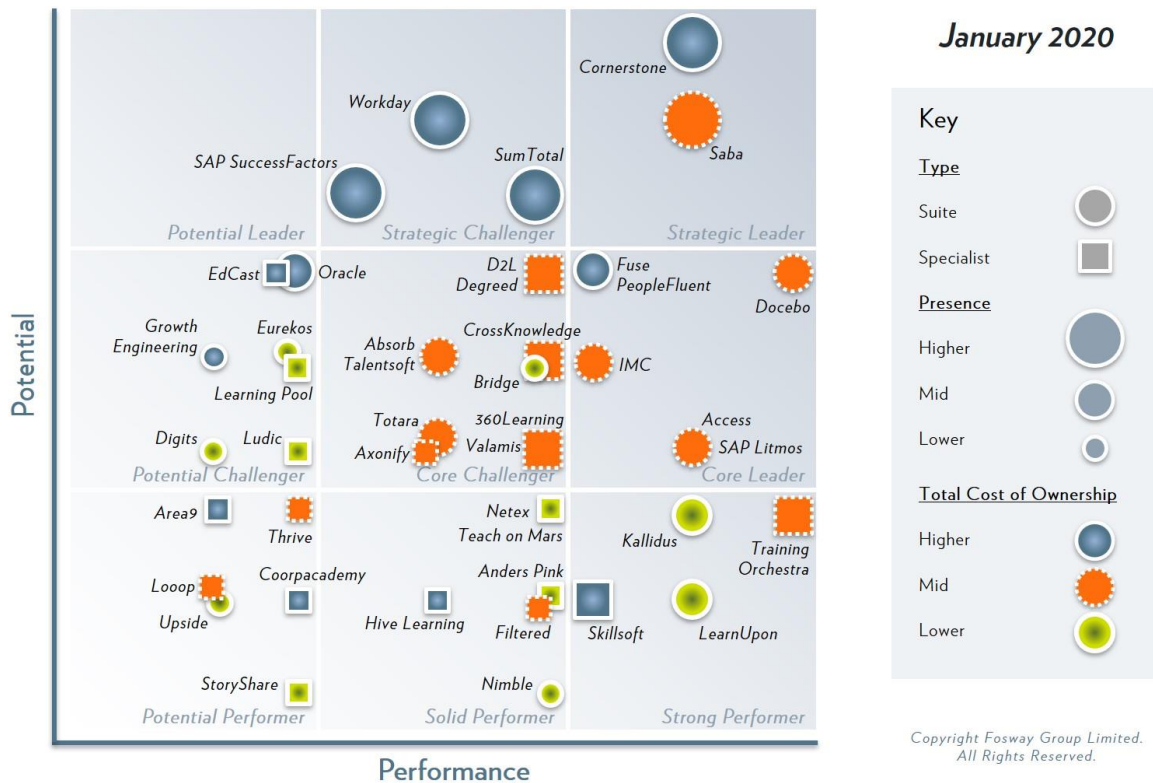 January 2020
Cornerstone
Workday
Saba
SAP SuccessFactors
SumTotal
Potential Leader
Strategic Challenger
Strategic Leader
EdCast
Oracle
D2L
Degreed
Fuse
PeopleFluent
Docebo
Growth
Engineering
Eurekos
Absorb
Talentsoft
CrossKnowledge
IMC
Learning Pool
Bridge
Digits
Ludic
Totara
Axonify
360Learning
Valamis
Access
SAP Litmos
Potential Challenger
Core Challenger
Core Leader
Area9
Thrive
Netex
Teach on Mars
Kallidus
Training
Orchestra
Looop
Upside
Coorpacademy
Hive Learning
Anders Pink
Filtered
Skillsoft
LearnUpon
StoryShare
Nimble
Potential Performer
Solid Performer
Strong Performer
Potential
Performance
Key
Type
Suite
Specialist
Presence
Higher
Mid
Lower
Total Cost of Ownership
Higher
Mid
Lower
Copyright Fosway Group Limited.
All Rights Reserved.